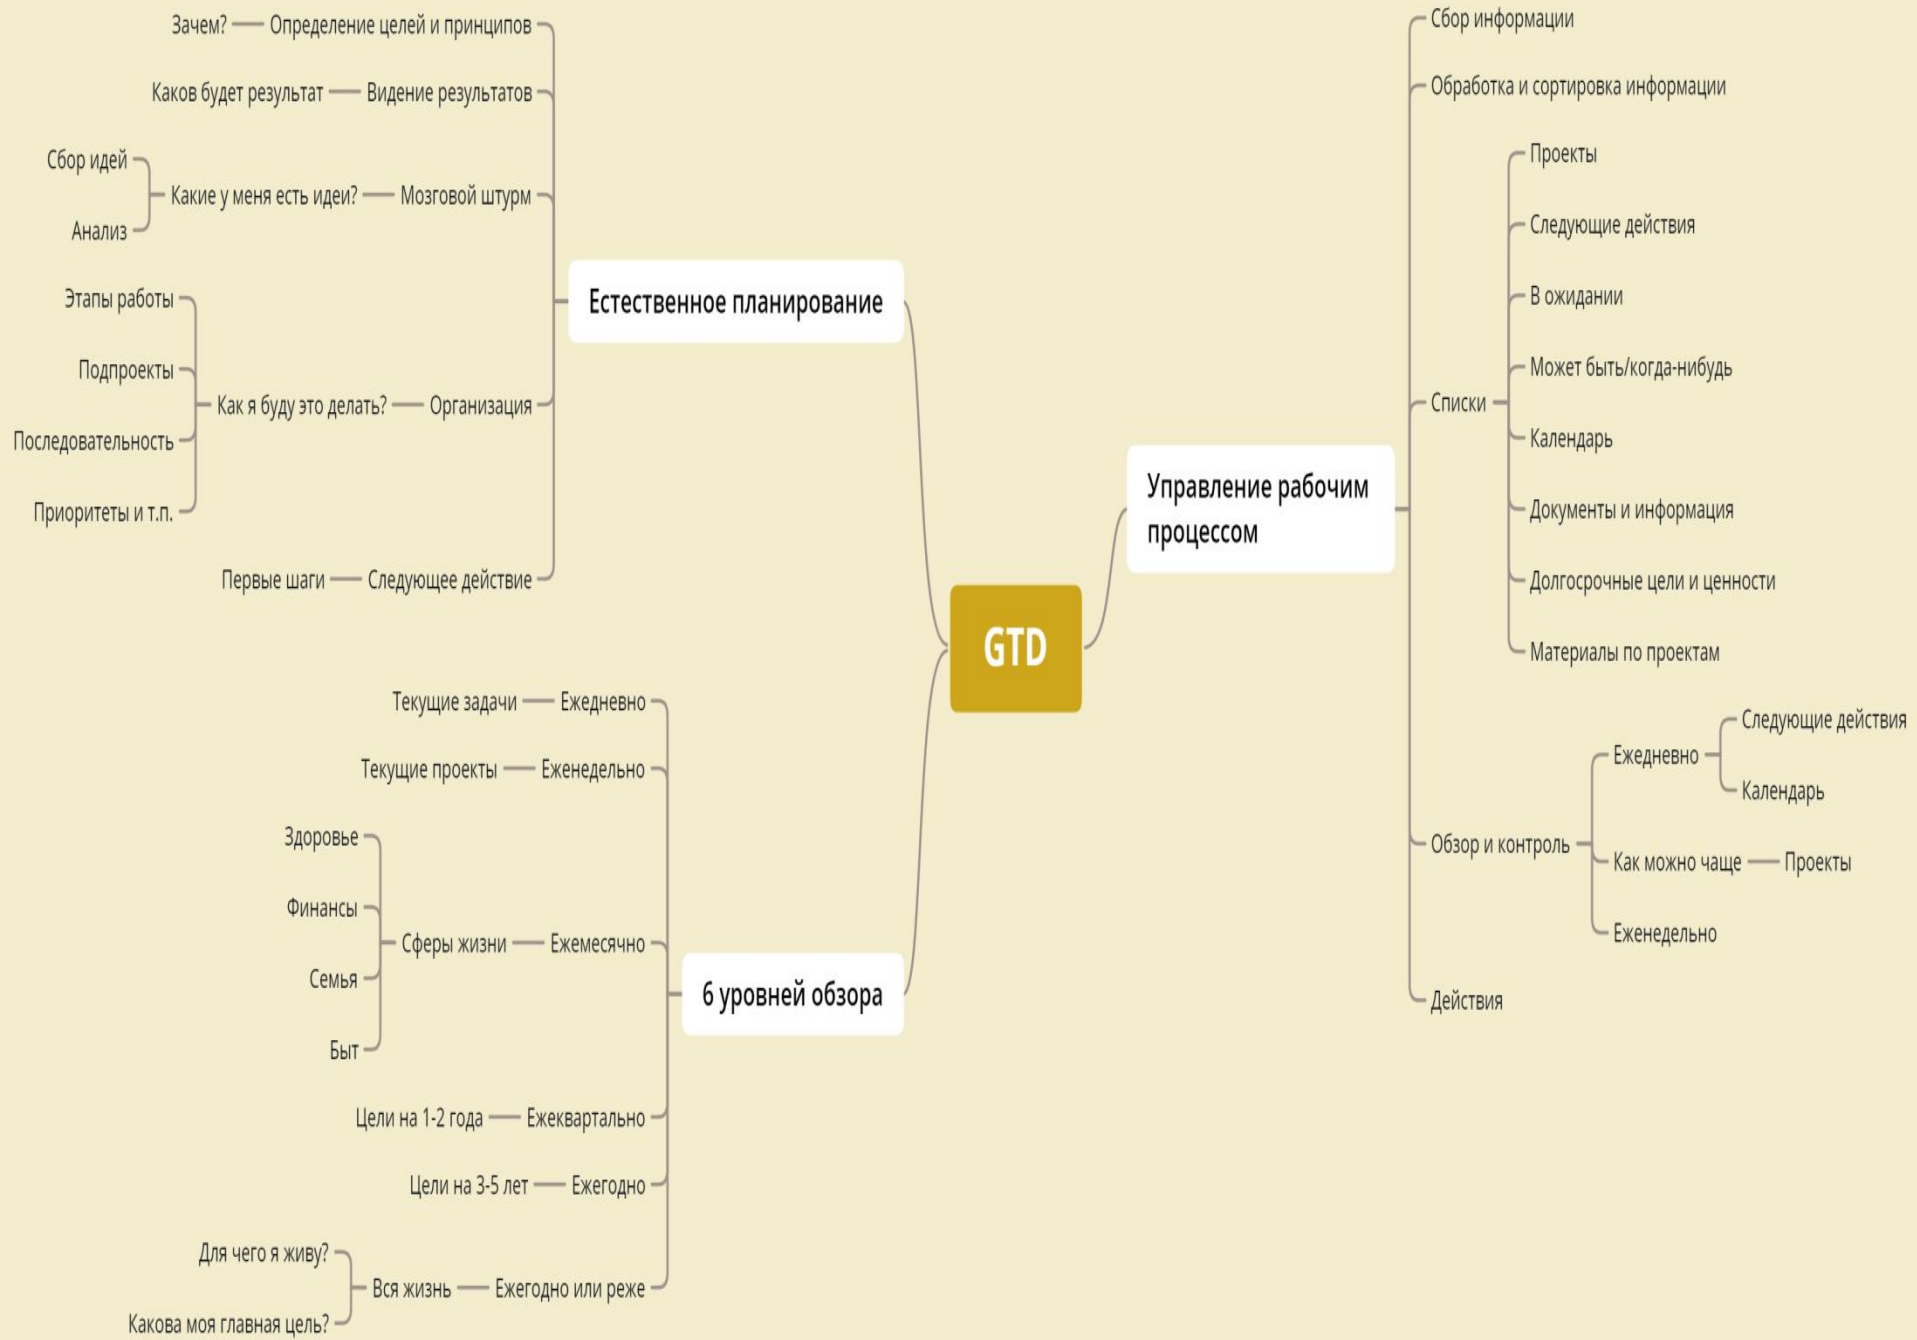 GTD
Естественное планирование
Определение целей и принципов
Зачем?
Видение результатов
Каков будет результат
Мозговой штурм
Какие у меня есть идеи?
Сбор идей
Анализ
Организация
Как я буду это делать?
Этапы работы
Подпроекты
Последовательность
Приоритеты и т.п.
Следующее действие
Первые шаги
6 уровней обзора
Ежедневно
Текущие задачи
Еженедельно
Текущие проекты
Ежемесячно
Сферы жизни
Здоровье
Финансы
Семья
Быт
Ежеквартально
Цели на 1-2 года
Ежегодно
Цели на 3-5 лет
Ежегодно или реже
Вся жизнь
Для чего я живу?
Какова моя главная цель?
Управление рабочим
процессом
Сбор информации
Обработка и сортировка информации
Списки
Проекты
Следующие действия
В ожидании
Может быть/когда-нибудь
Календарь
Документы и информация
Долгосрочные цели и ценности
Материалы по проектам
Обзор и контроль
Ежедневно
Следующие действия
Календарь
Как можно чаще
Проекты
Еженедельно
Действия